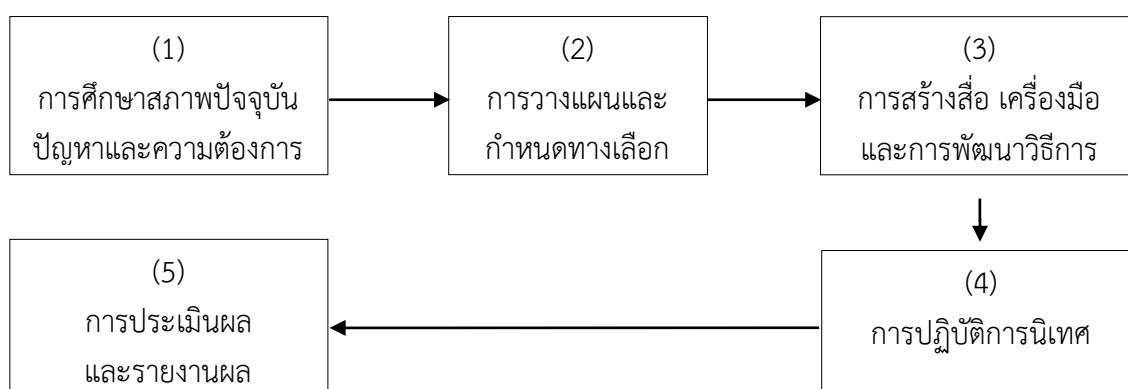 (1)
การศึกษาสภาพปัจจุบัน
ปัญหาและความต้องการ
(2)
การวางแผนและ
กำหนดทางเลือก
(3)
การสร้างสื่อ เครื่องมือ
และการพัฒนาวิธีการ
(4)
การปฏิบัติการนิเทศ
(5)
การประเมินผล
และรายงานผล